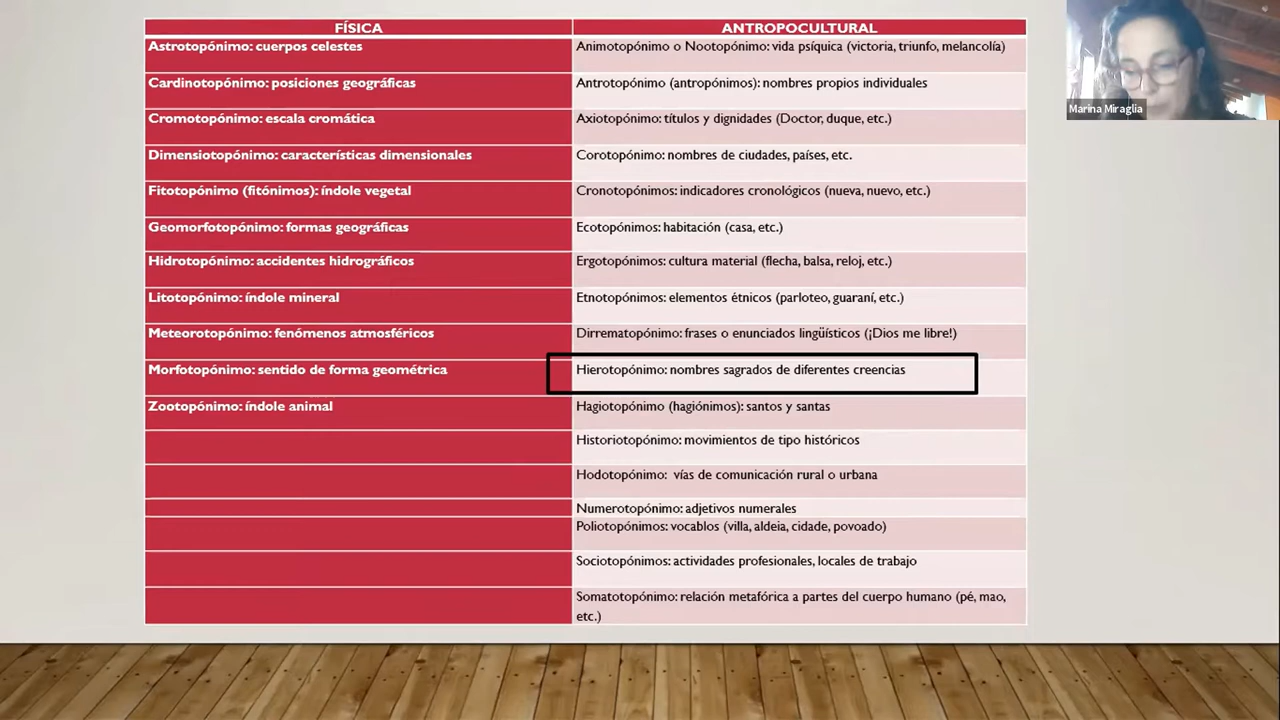 FÍSICA ANTROPOCULTURAL
Astrotopónimo: cuerpos celestes Animotopónimo o Nootopónimo: vida psíquica (victoria, triunfo, melancolía)
Cardinotopónimo: posiciones geográficas Antrotopónimo (antropónimos): nombres propios individuales
Cromotopónimo: escala cromática Axiotopónimo: títulos y dignidades (Doctor, duque, etc.)
Dimensiotopónimo: características dimensionales Corotopónimo: nombres de ciudades, países, etc.
Fitotopónimo (fitónimos): índole vegetal Cronotopónimos: indicadores cronológicos (nueva, nuevo, etc.)
Geomorfotopónimo: formas geográficas Ecotopónimos: habitación (casa, etc.)
Hidrotopónimo: accidentes hidrográficos Ergotopónimos: cultura material (flecha, balsa, reloj, etc.)
Litotopónimo: índole mineral Etnotopónimos: elementos étnicos (parloteo, guaraní, etc.)
Meteorotopónimo: fenómenos atmosféricos Dirrematopónimo: frases o enunciados lingüísticos (¡Dios me libre!)
Morfotopónimo: sentido de forma geométrica Hierotopónimo: nombres sagrados de diferentes creencias
Zootopónimo: índole animal Hagiotopónimo (hagiónimos): santos y santas
Historiotopónimo: movimientos de tipo históricos
Hodotopónimo: vías de comunicación rural o urbana
Numerotopónimo: adjetivos numerales
Poliotopónimos: vocablos (villa, aldeia, cidade, povoado)
Sociotopónimos: actividades profesionales, locales de trabajo
Somatotopónimo: relación metafórica a partes del cuerpo humano (pé, mao,
etc.)
Marina Miraglia